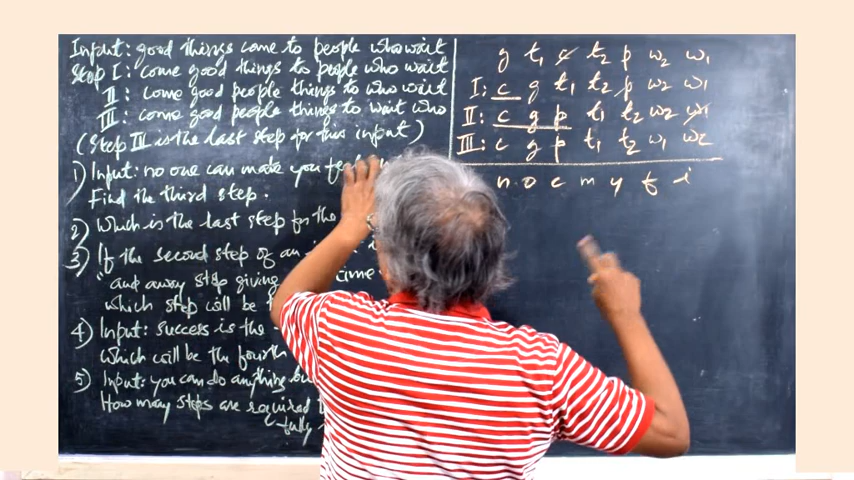 Input: good things come to people who wait
Step I: come good things to people who wait
II: come good people things to who wait
III: come good people things to wait who
(Step III is the last step for this input)
1) Input: no one can make you
Find the third step.
2) Which is the last step for the
3) If the second step of an
"and away step giving time
which step will be
4) Input: success is the
Which will be the fourth
5) Input: you can do anything
How many steps are required
fully
g t1 c t2 p w2 w1
I: c g t1 t2 p w2 w1
II: c g p t1 t2 w2 w1
III: c g p t1 t2 w1 w2
n o c m y f i